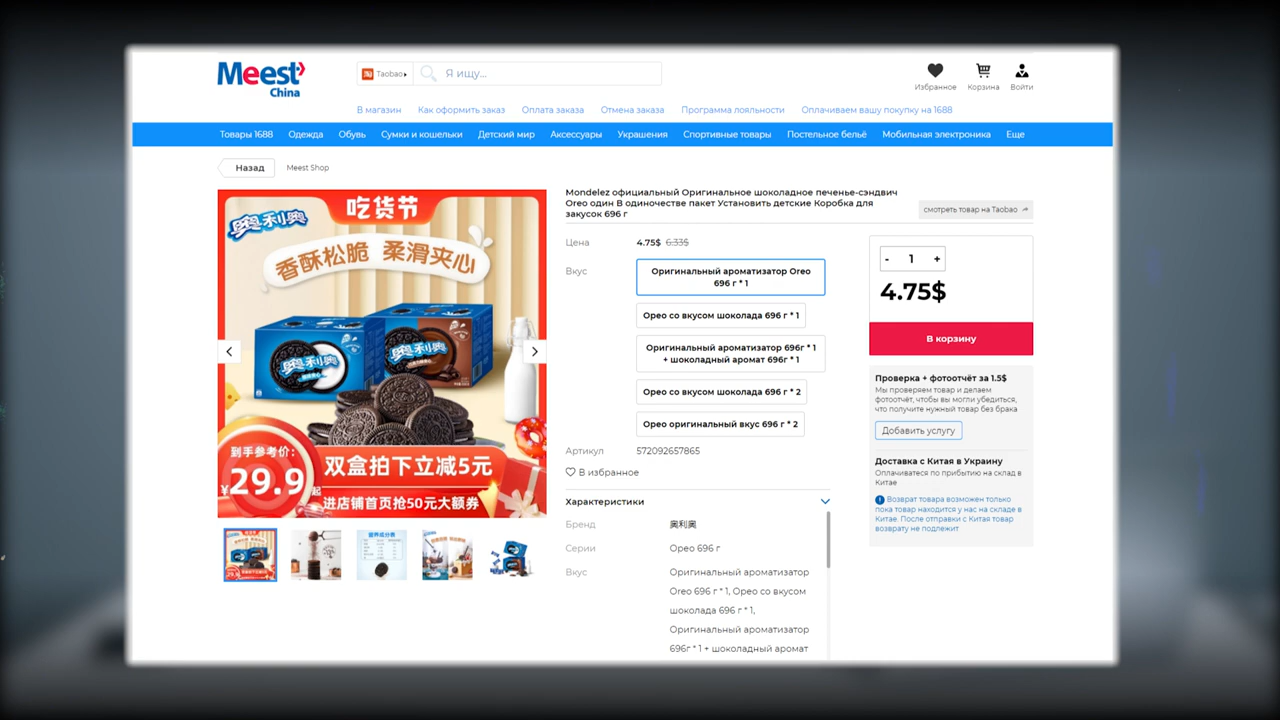 Meest
China
Taobao
Я ищу...
Избранное
Корзина
Войти
В магазин
Как оформить заказ
Оплата заказа
Отмена заказа
Программа лояльности
Оплачиваем вашу покупку на 1688
Товары 1688
Одежда
Обувь
Сумки и кошельки
Детский мир
Аксессуары
Украшения
Спортивные товары
Постельное бельё
Мобильная электроника
Еще
Назад
Meest Shop
奥利奥
吃货节
香酥松脆 柔滑夹心
奥利奥
奥利奥
到手参考价:
¥29.9起
双盒拍下立减5元
进店铺首页抢50元大额券
Mondelez официальный Оригинальное шоколадное печенье-сэндвич
Oreo один В одиночестве пакет Установить детские Коробка для
закусок 696 г
смотреть товар на Taobao
Цена
4.75$ 6.33$
Вкус
Оригинальный ароматизатор Oreo
696 г * 1
Орео со вкусом шоколада 696 г * 1
Оригинальный ароматизатор 696г * 1
+ шоколадный аромат 696г * 1
Орео со вкусом шоколада 696 г * 2
Орео оригинальный вкус 696 г * 2
Артикул
572092657865
В избранное
Характеристики
Бренд
奥利奥
Серии
Орео 696 г
Вкус
Оригинальный ароматизатор
Oreo 696 г * 1, Орео со вкусом
шоколада 696 г * 1,
Оригинальный ароматизатор
696г * 1 + шоколадный аромат
- 1 +
4.75$
В корзину
Проверка + фотоотчёт за 1.5$
Мы проверяем товар и делаем
фотоотчёт, чтобы вы могли убедиться,
что получите нужный товар без брака
Добавить услугу
Доставка с Китая в Украину
Оплачиватеся по прибытию на склад в
Китае
Возврат товара возможен только
пока товар находится у нас на складе в
Китае. После отправки с Китая товар
возврату не подлежит